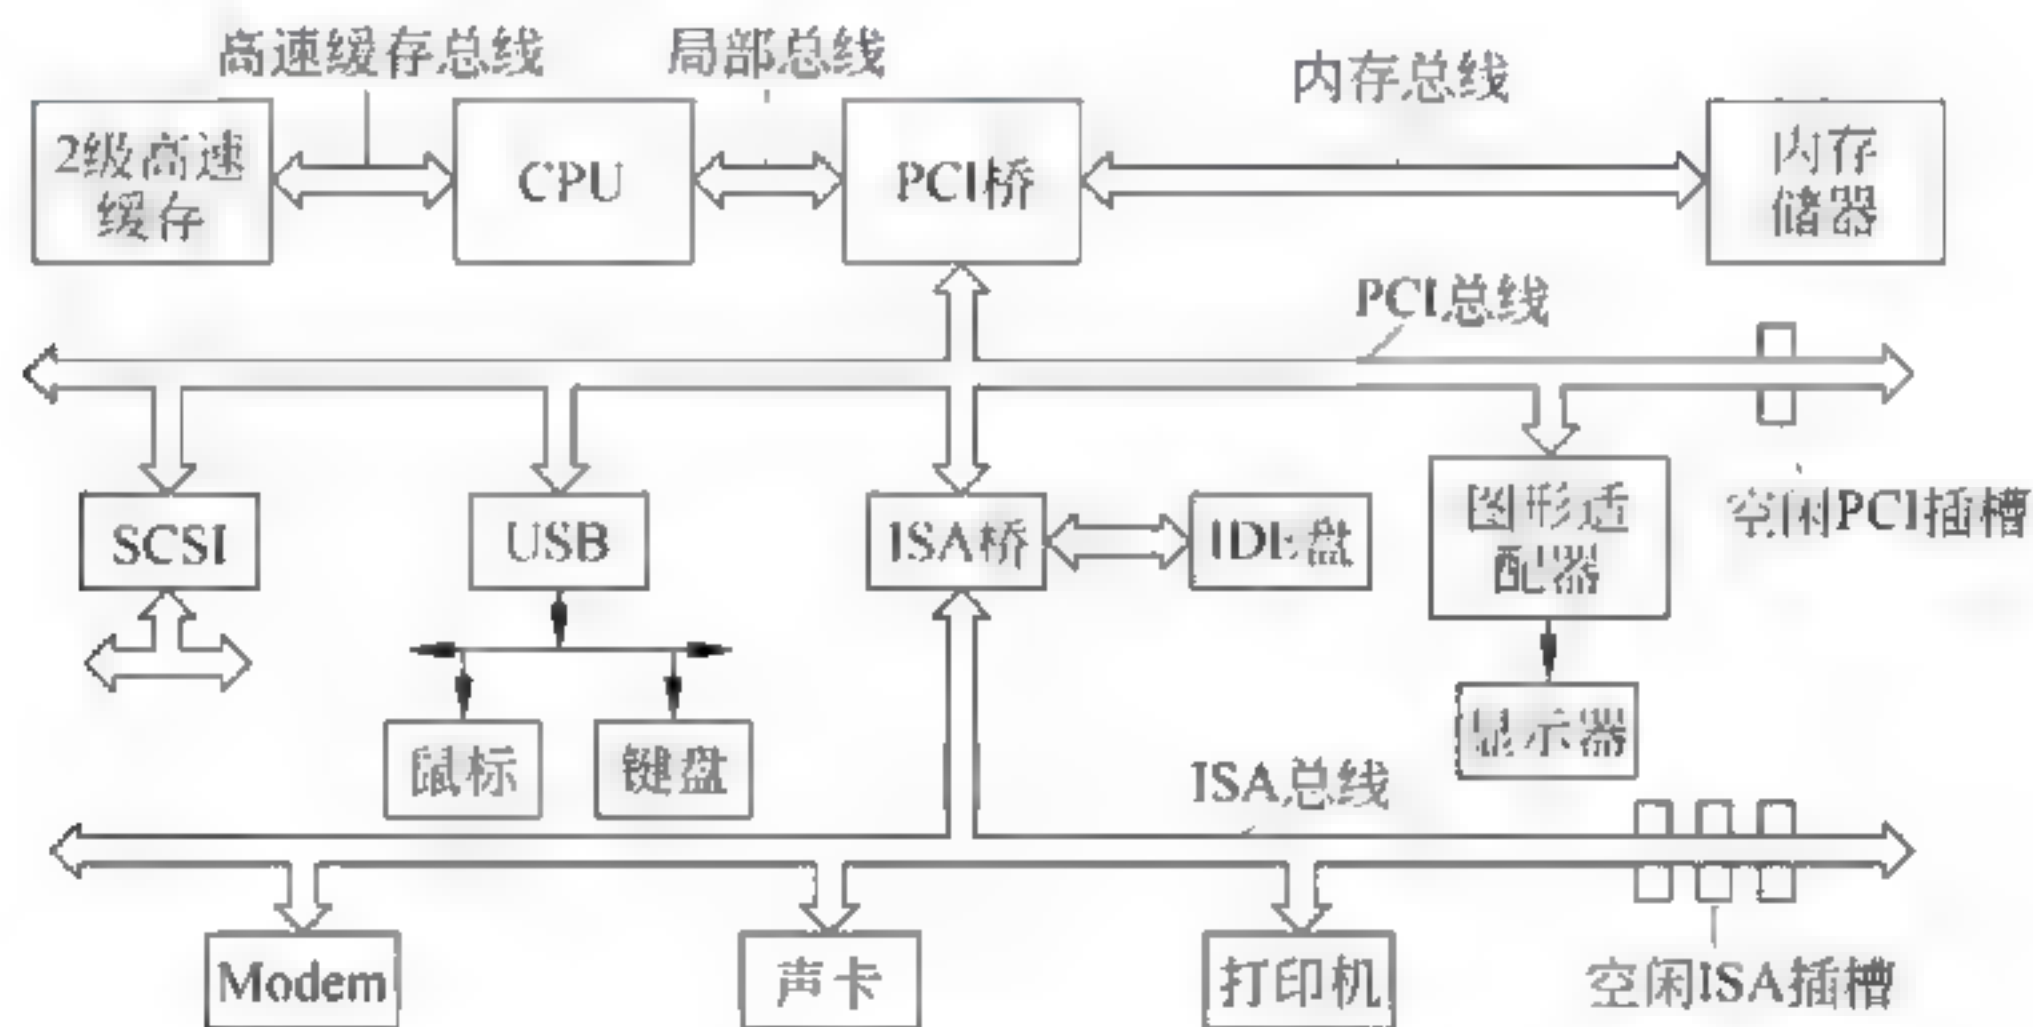 高速缓存总线
局部总线
内存总线
2级高速
缓存
CPU
PCI桥
内存
储器
PCI总线
SCSI
USB
ISA桥
IDE盘
图形适
配器
空闲PCI插槽
鼠标
键盘
显示器
ISA总线
Modem
声卡
打印机
空闲ISA插槽